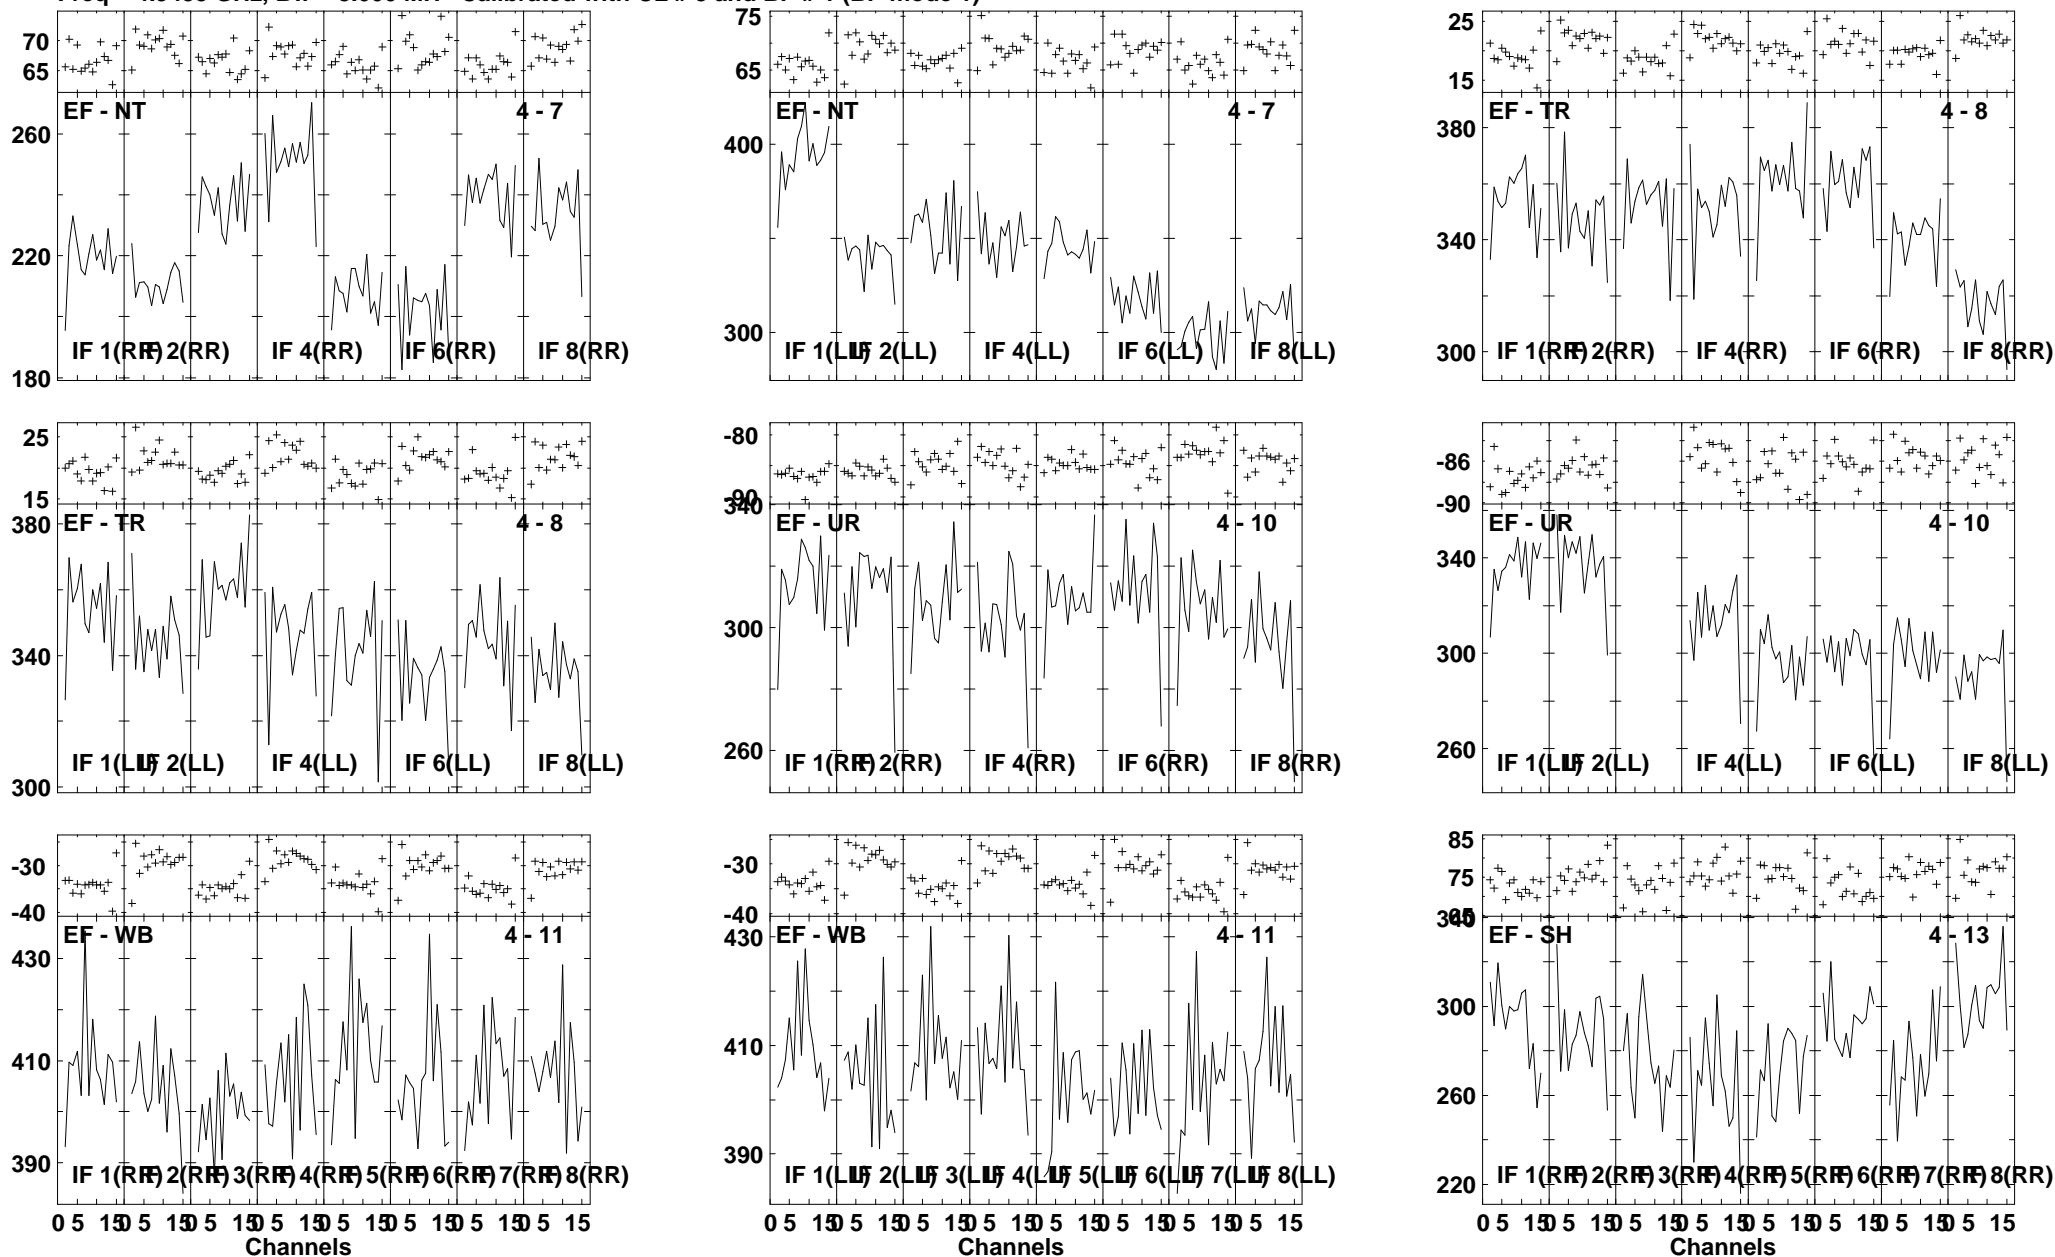 70
65
EF - NT
4 - 7
260
220
180
IF 1(RR)
IF 2(RR)
IF 4(RR)
IF 6(RR)
IF 8(RR)
75
65
EF - NT
4 - 7
400
300
IF 1(LL)
IF 2(LL)
IF 4(LL)
IF 6(LL)
IF 8(LL)
25
15
EF - TR
4 - 8
380
340
300
IF 1(RR)
IF 2(RR)
IF 4(RR)
IF 6(RR)
IF 8(RR)
25
15
EF - TR
4 - 8
380
340
300
IF 1(LL)
IF 2(LL)
IF 4(LL)
IF 6(LL)
IF 8(LL)
-80
-90
340
EF - UR
4 - 10
300
260
IF 1(RR)
IF 2(RR)
IF 4(RR)
IF 6(RR)
IF 8(RR)
-86
-90
EF - UR
4 - 10
340
300
260
IF 1(LL)
IF 2(LL)
IF 4(LL)
IF 6(LL)
IF 8(LL)
-30
-40
EF - WB
4 - 11
430
410
390
IF 1(RR)
IF 2(RR)
IF 3(RR)
IF 4(RR)
IF 5(RR)
IF 6(RR)
IF 7(RR)
IF 8(RR)
0 5 15 0 5 15 0 5 15 0 5 15 0 5 15 0 5 15 0 5 15 0 5 15
Channels
-30
-40
EF - WB
4 - 11
430
410
390
IF 1(LL)
IF 2(LL)
IF 3(LL)
IF 4(LL)
IF 5(LL)
IF 6(LL)
IF 7(LL)
IF 8(LL)
0 5 15 0 5 15 0 5 15 0 5 15 0 5 15 0 5 15 0 5 15 0 5 15
Channels
85
75
65
340
EF - SH
4 - 13
300
260
220
IF 1(RR)
IF 2(RR)
IF 3(RR)
IF 4(RR)
IF 5(RR)
IF 6(RR)
IF 7(RR)
IF 8(RR)
0 5 15 0 5 15 0 5 15 0 5 15 0 5 15 0 5 15 0 5 15 0 5 15
Channels